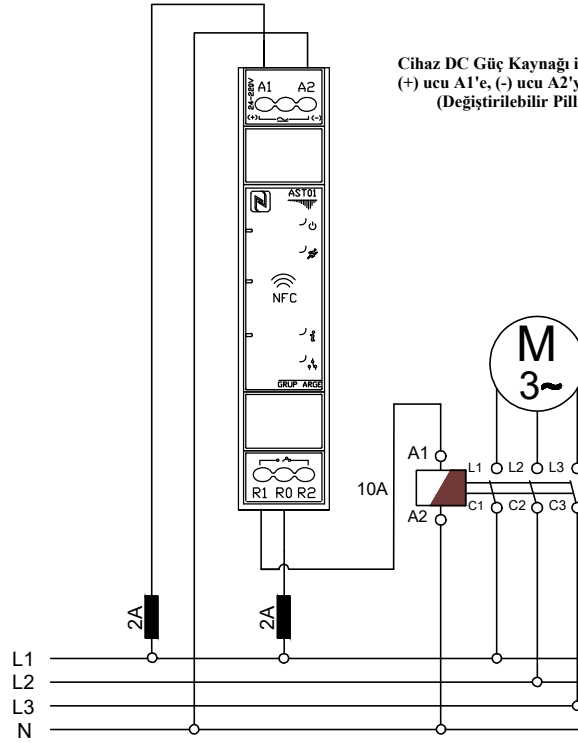 Cihaz DC Güç Kaynağı i
(+) ucu A1'e, (-) ucu A2'y
(Değiştirilebilir Pill
24-220V
A1 A2
(+) (-)
AST01
NFC
GRUP ARGE
R1 R0 R2
M
3~
A1
L1 L2 L3
10A
A2
C1 C2 C3
2A
2A
L1
L2
L3
N